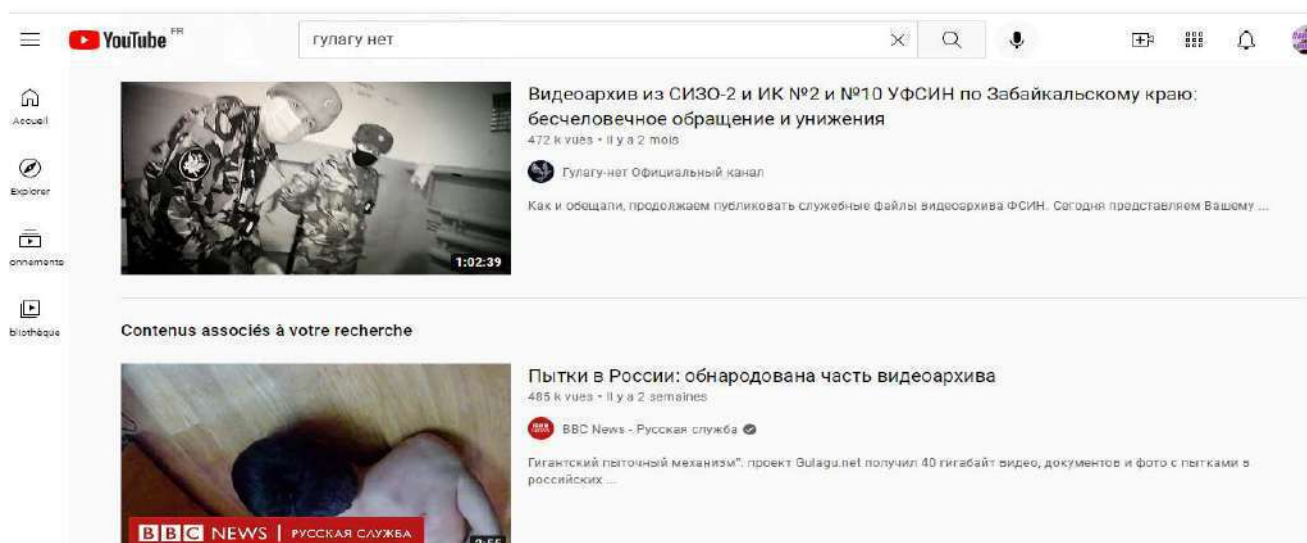 YouTube FR
гулагу нет
Accueil
Explorer
onnements
bliothèque
1:02:39
Видеоархив из СИЗО-2 и ИК №2 и №10 УФСИН по Забайкальскому краю:
бесчеловечное обращение и унижения
472 k vues • Il y a 2 mois
Гулагу-нет Официальный канал
Как и обещали, продолжаем публиковать служебные файлы видеоархива ФСИН. Сегодня представляем Вашему ...
Contenus associés à votre recherche
BBC NEWS | РУССКАЯ СЛУЖБА
Пытки в России: обнародована часть видеоархива
485 k vues • Il y a 2 semaines
BBC News - Русская служба
Гигантский пыточный механизм": проект Gulagu.net получил 40 гигабайт видео, документов и фото с пытками в
российских ...